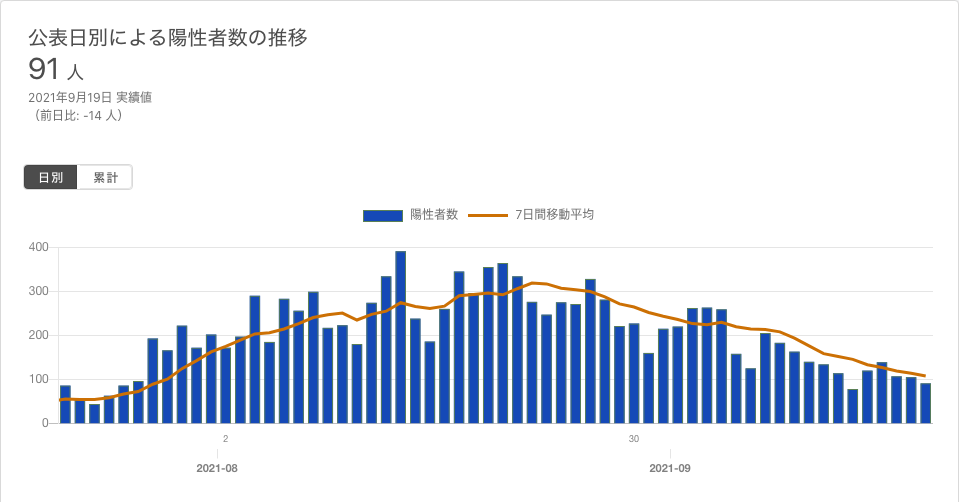 公表日別による陽性者数の推移
91 人
2021年9月19日 実績値
（前日比: -14 人）
日別 累計
陽性者数 7日間移動平均
400
300
200
100
0
2 30
2021-08 2021-09